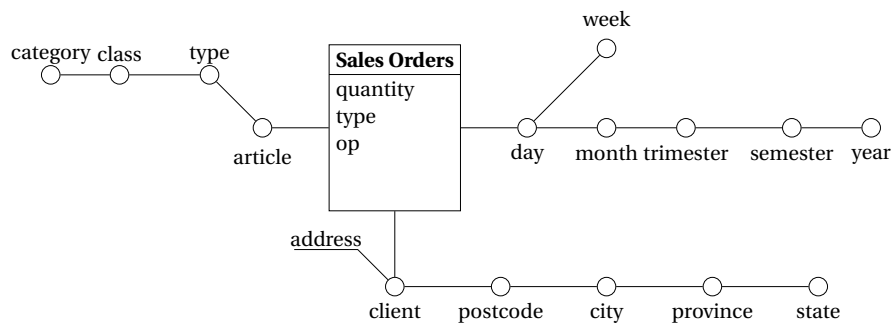 week
category class type
Sales Orders
quantity
type
op
article
day month trimester semester year
address
client postcode city province state